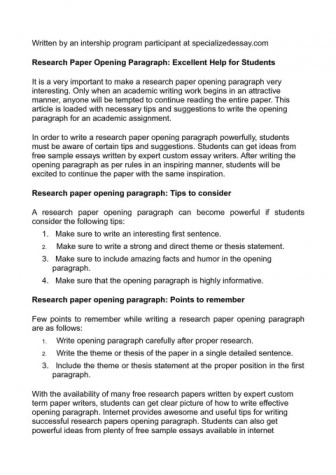 Written by an intership program participant at specializedessay.com
Research Paper Opening Paragraph: Excellent Help for Students
It is a very important to make a research paper opening paragraph very
interesting. Only when an academic writing work begins in an attractive
manner, anyone will be tempted to continue reading the entire paper. This
article is loaded with necessary tips and suggestions to write the opening
paragraph for an academic assignment.
In order to write a research paper opening paragraph powerfully, students
must be aware of certain tips and suggestions. Students can get ideas from
free sample essays written by expert custom essay writers. After writing the
opening paragraph as per rules in an inspiring manner, students will be
excited to continue the paper with the same inspiration.
Research paper opening paragraph: Tips to consider
A research paper opening paragraph can become powerful if students
consider the following tips:
1. Make sure to write an interesting first sentence.
2. Make sure to write a strong and direct theme or thesis statement.
3. Make sure to include amazing facts and humor in the opening
paragraph.
4. Make sure that the opening paragraph is highly informative.
Research paper opening paragraph: Points to remember
Few points to remember while writing a research paper opening paragraph
are as follows:
1. Write opening paragraph carefully after proper research.
2. Write the theme or thesis of the paper in a single detailed sentence.
3. Include the theme or thesis statement at the proper position in the first
paragraph.
With the availability of many free research papers written by expert custom
term paper writers, students can get clear picture of how to write effective
opening paragraph. Internet provides awesome and useful tips for writing
successful research papers opening paragraph. Students can also get
powerful ideas from plenty of free sample essays available in internet